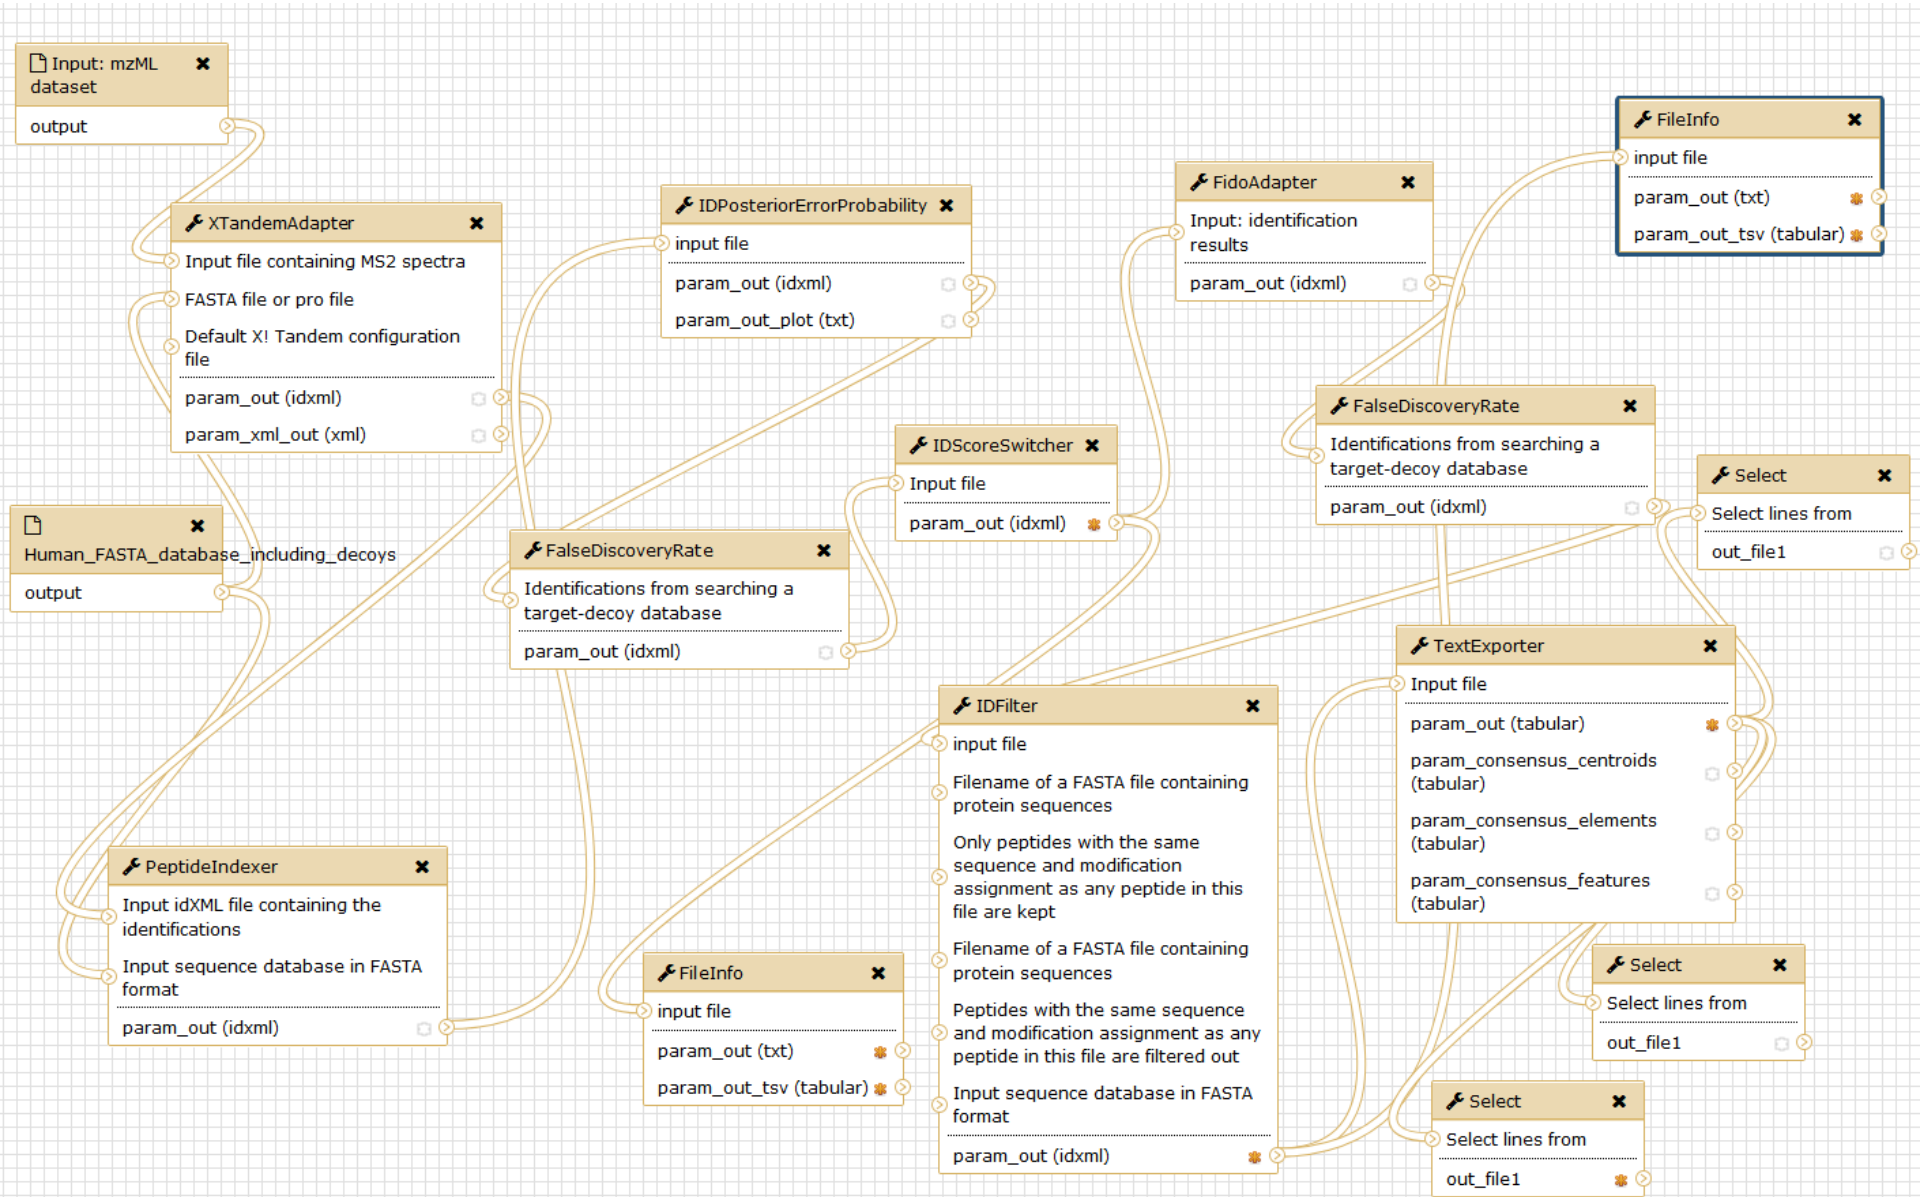 Input: mzML
dataset
output
XTandemAdapter
Input file containing MS2 spectra
FASTA file or pro file
Default X! Tandem configuration
file
param_out (idxml)
param_xml_out (xml)
Human_FASTA_database_including_decoys
output
PeptideIndexer
Input idXML file containing the
identifications
Input sequence database in FASTA
format
param_out (idxml)
IDPosteriorErrorProbability
input file
param_out (idxml)
param_out_plot (txt)
FalseDiscoveryRate
Identifications from searching a
target-decoy database
param_out (idxml)
IDScoreSwitcher
Input file
param_out (idxml)
FileInfo
input file
param_out (txt)
param_out_tsv (tabular)
IDFilter
input file
Filename of a FASTA file containing
protein sequences
Only peptides with the same
sequence and modification
assignment as any peptide in this
file are kept
Filename of a FASTA file containing
protein sequences
Peptides with the same sequence
and modification assignment as any
peptide in this file are filtered out
Input sequence database in FASTA
format
param_out (idxml)
FidoAdapter
Input: identification
results
param_out (idxml)
FalseDiscoveryRate
Identifications from searching a
target-decoy database
param_out (idxml)
FileInfo
input file
param_out (txt)
param_out_tsv (tabular)
Select
Select lines from
out_file1
TextExporter
Input file
param_out (tabular)
param_consensus_centroids
(tabular)
param_consensus_elements
(tabular)
param_consensus_features
(tabular)
Select
Select lines from
out_file1
Select
Select lines from
out_file1